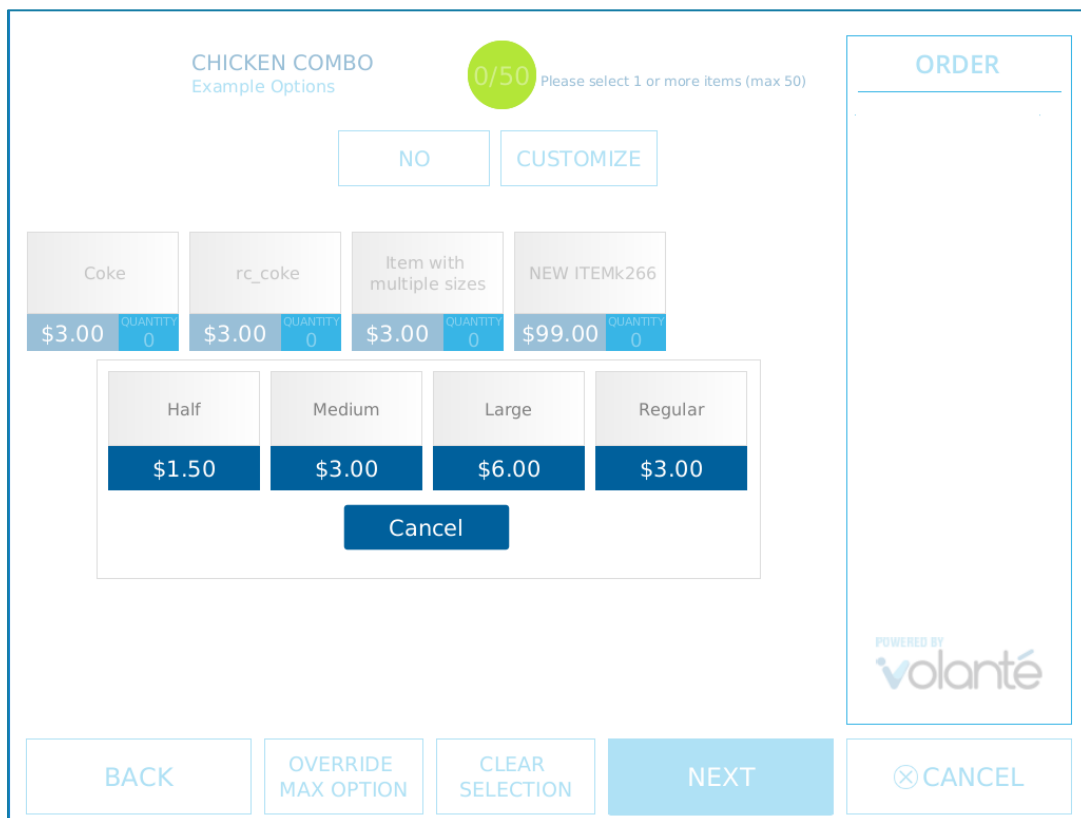 CHICKEN COMBO
Example Options
0/50
Please select 1 or more items (max 50)
ORDER
NO
CUSTOMIZE
Coke
rc_coke
Item with
multiple sizes
NEW ITEMk266
$3.00
QUANTITY
0
$3.00
QUANTITY
0
$3.00
QUANTITY
0
$99.00
QUANTITY
0
Half
Medium
Large
Regular
$1.50
$3.00
$6.00
$3.00
Cancel
POWERED BY
volanté
BACK
OVERRIDE
MAX OPTION
CLEAR
SELECTION
NEXT
CANCEL